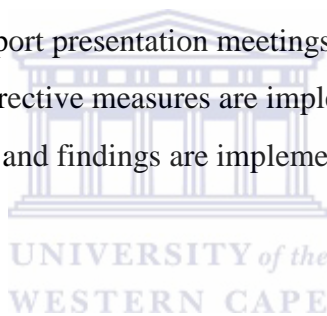 port presentation meetings
rective measures are imple
and findings are impleme
UNIVERSITY of the
WESTERN CAPE